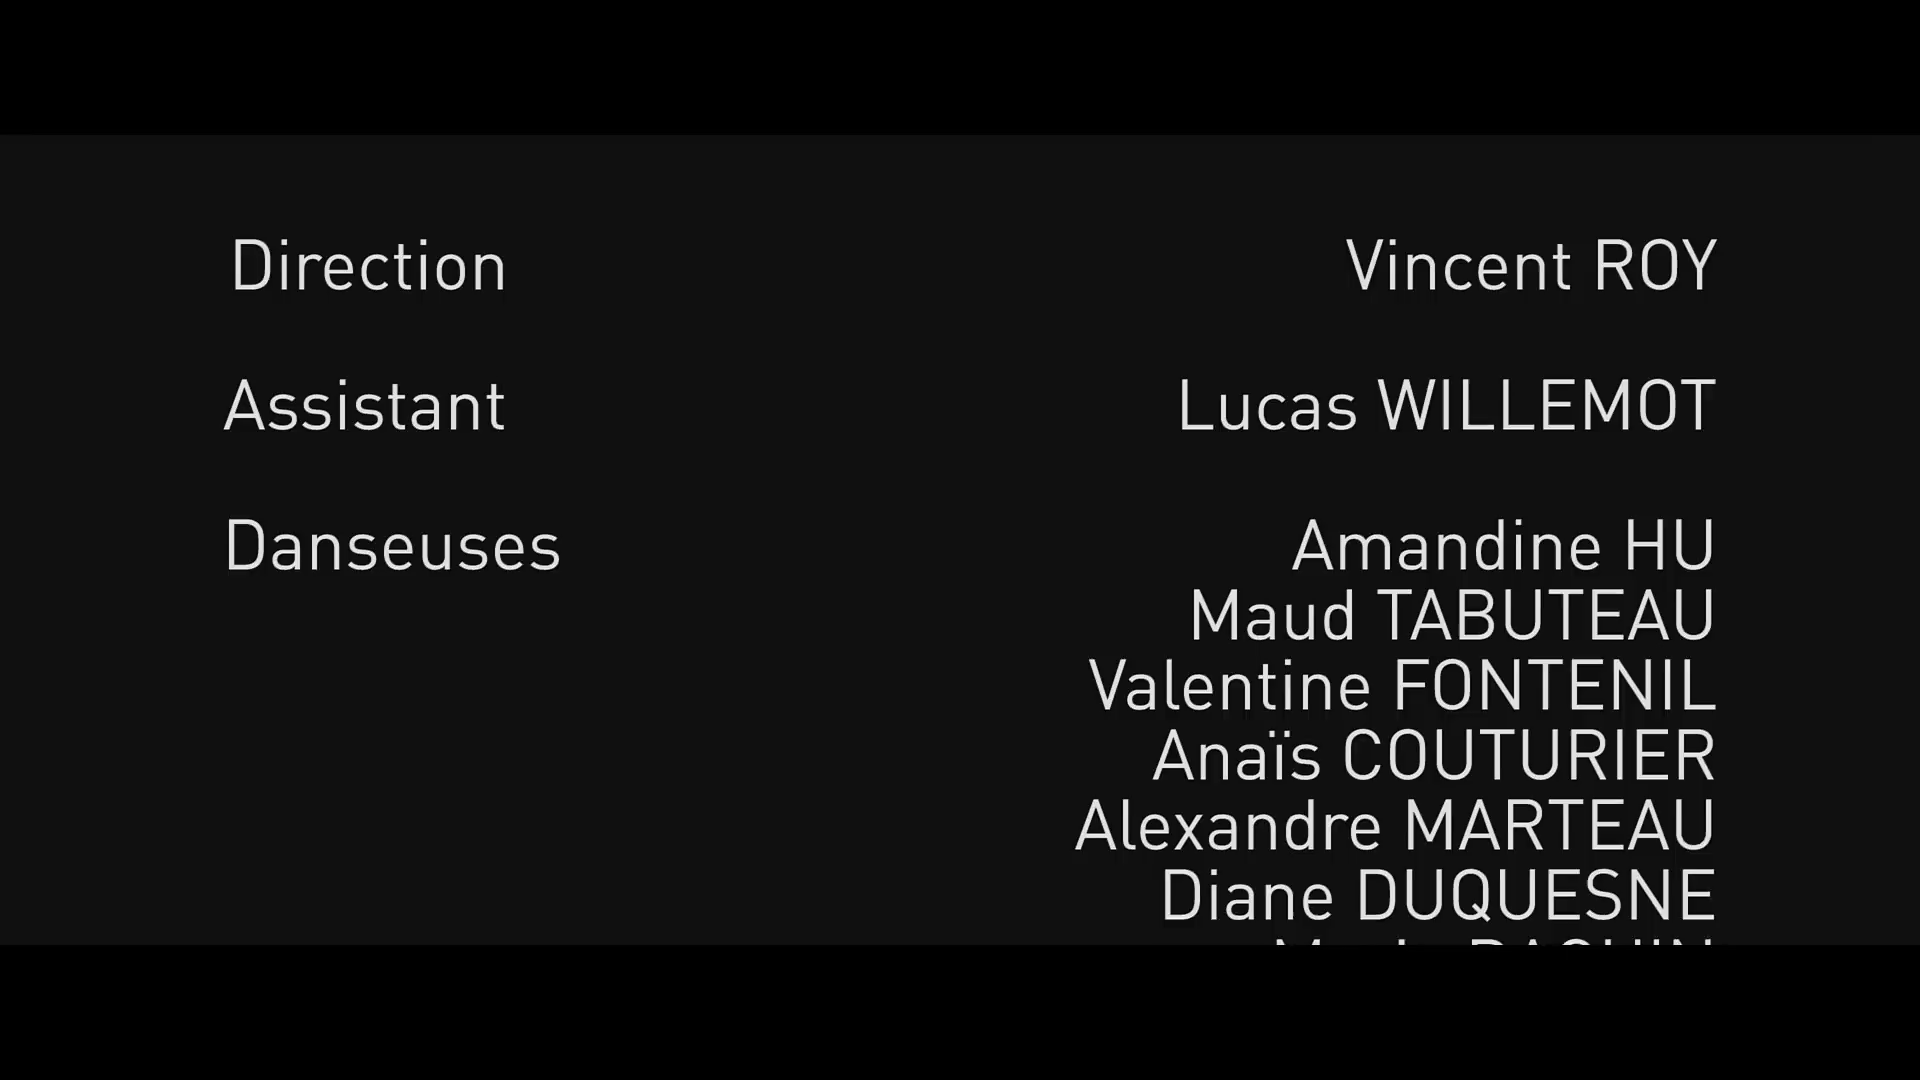 Direction Vincent ROY
Assistant Lucas WILLEMOT
Danseuses Amandine HU
Maud TABUTEAU
Valentine FONTENIL
Anaïs COUTURIER
Alexandre MARTEAU
Diane DUQUESNE